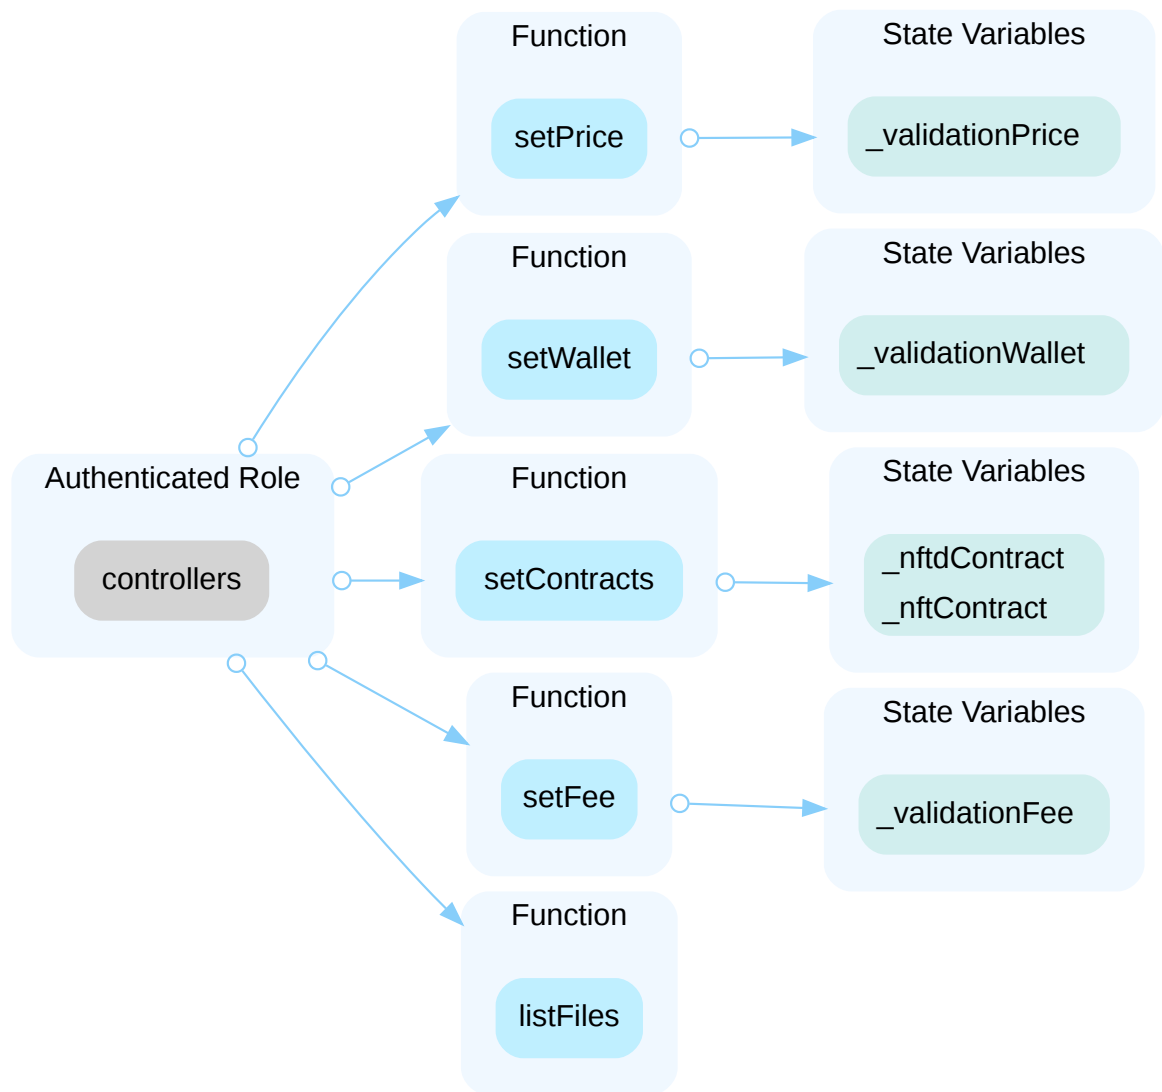 Function
setPrice
State Variables
_validationPrice
Function
setWallet
State Variables
_validationWallet
Authenticated Role
controllers
Function
setContracts
State Variables
_nftdContract
_nftContract
Function
setFee
State Variables
_validationFee
Function
listFiles